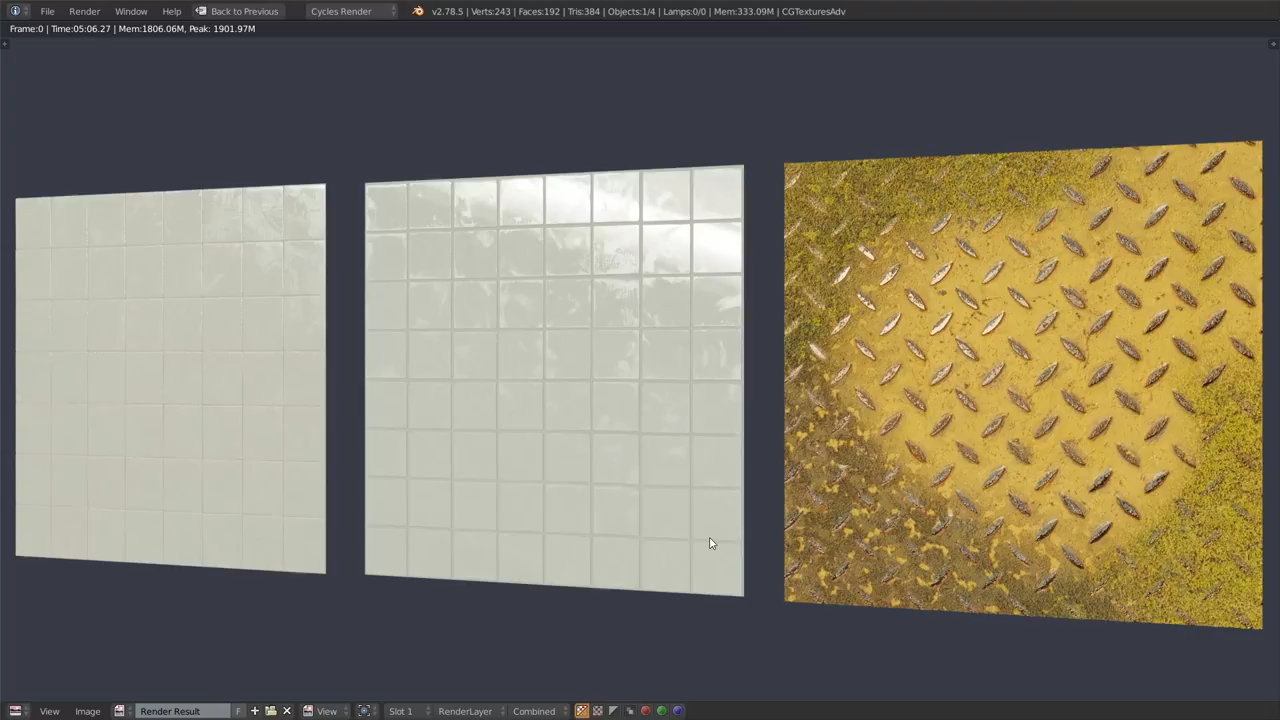 File Render Window Help Back to Previous Cycles Render v2.78.5 | Verts:243 | Faces:192 | Tris:384 | Objects:1/4 | Lamps:0/0 | Mem:333.09M | CGTexturesAdv
Frame:0 | Time:05:06.27 | Mem:1806.06M, Peak: 1901.97M
View Image Render Result F View Slot 1 RenderLayer Combined